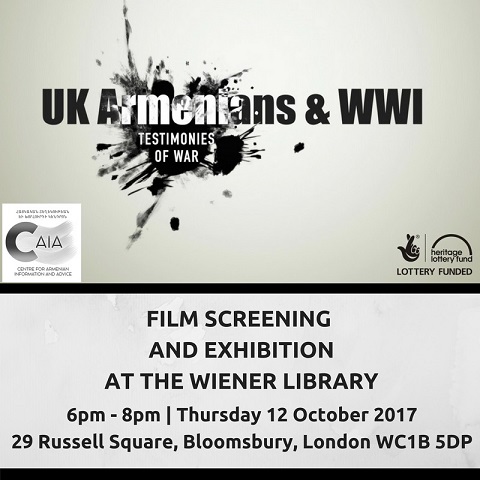 UK Armenians & WWI
TESTIMONIES
OF WAR
CAIA
CENTRE FOR ARMENIAN
INFORMATION AND ADVICE
heritage
lottery fund
LOTTERY FUNDED
FILM SCREENING
AND EXHIBITION
AT THE WIENER LIBRARY
6pm - 8pm | Thursday 12 October 2017
29 Russell Square, Bloomsbury, London WC1B 5DP